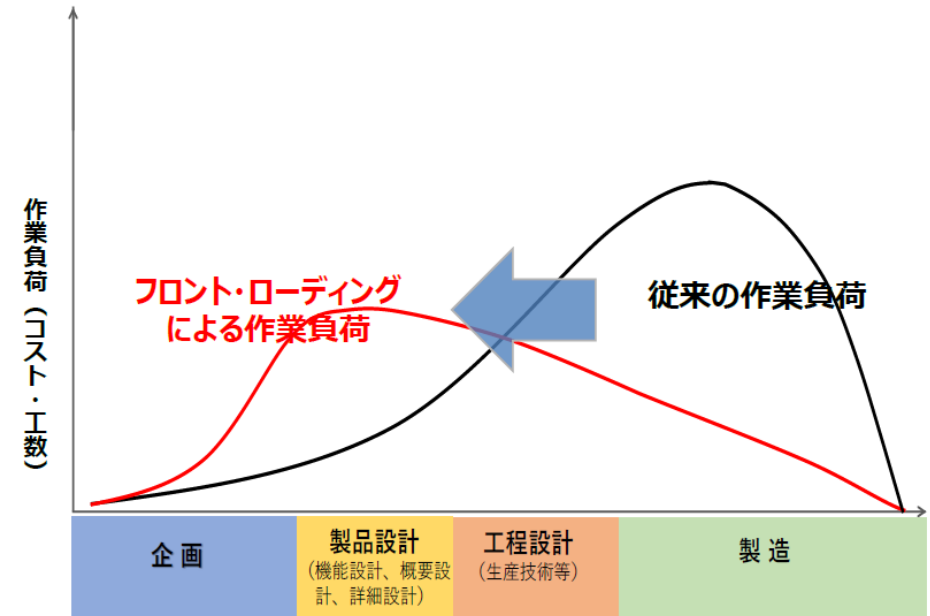 作業負荷（コスト・工数）
フロント・ローディング
による作業負荷
従来の作業負荷
企 画
製品設計
（機能設計、概要設
計、詳細設計）
工程設計
（生産技術等）
製 造